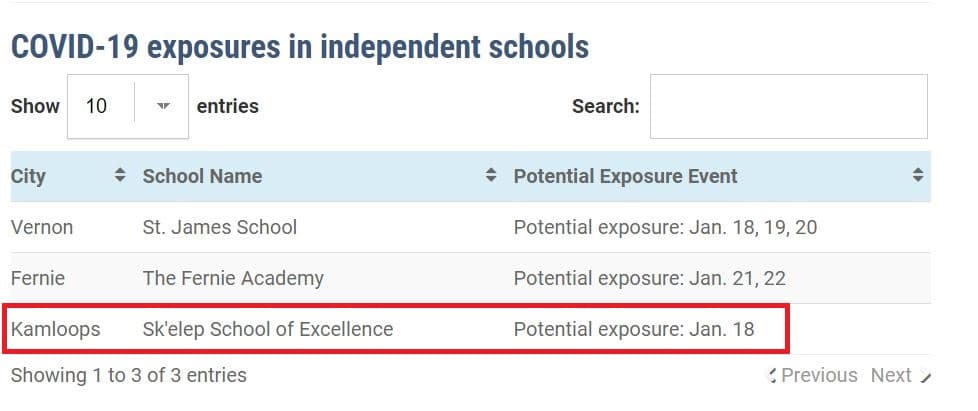 COVID-19 exposures in independent schools
Show 10 entries Search:
City School Name Potential Exposure Event
Vernon St. James School Potential exposure: Jan. 18, 19, 20
Fernie The Fernie Academy Potential exposure: Jan. 21, 22
Kamloops Sk'elep School of Excellence Potential exposure: Jan. 18
Showing 1 to 3 of 3 entries Previous Next